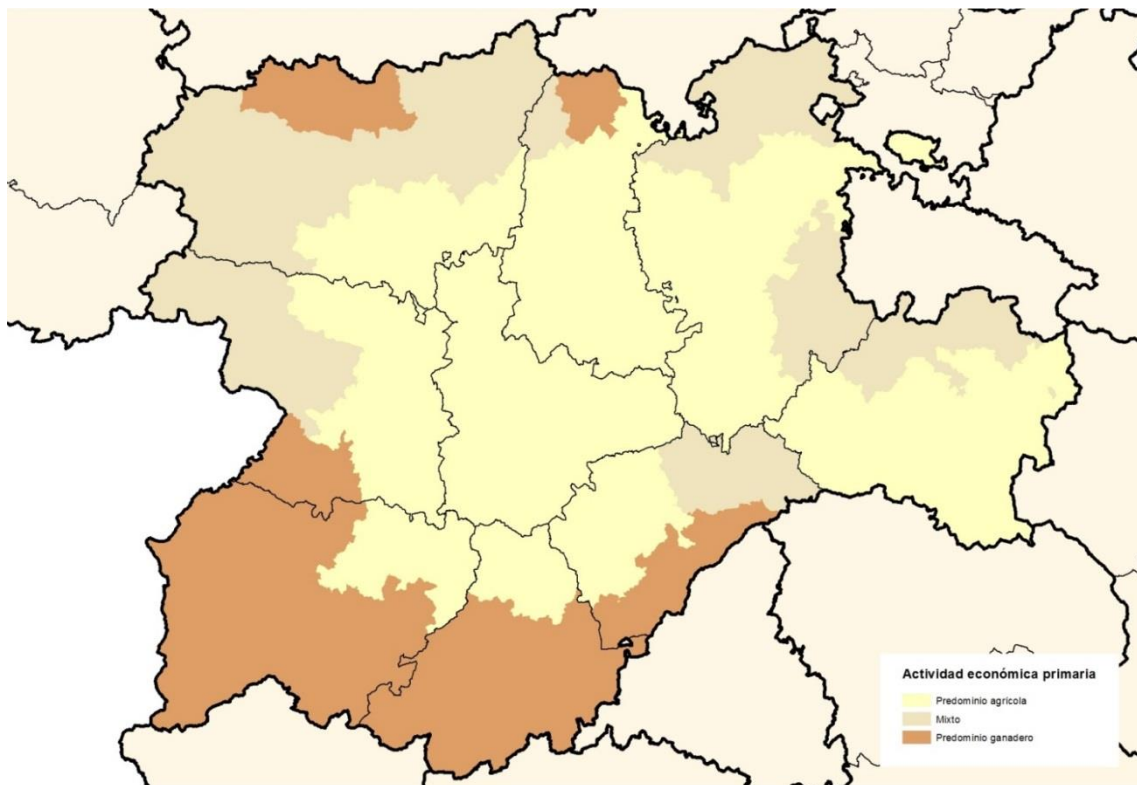 Actividad económica primaria
Predominio agrícola
Mixto
Predominio ganadero